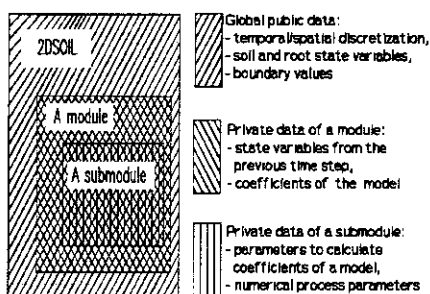 2DSOIL
A module
A submodule
Global public data:
- temporal/spatial discretization,
- soil and root state variables,
- boundary values
Private data of a module:
- state variables from the
previous time step,
- coefficients of the model
Private data of a submodule:
- parameters to calculate
coefficients of a model,
- numerical process parameters